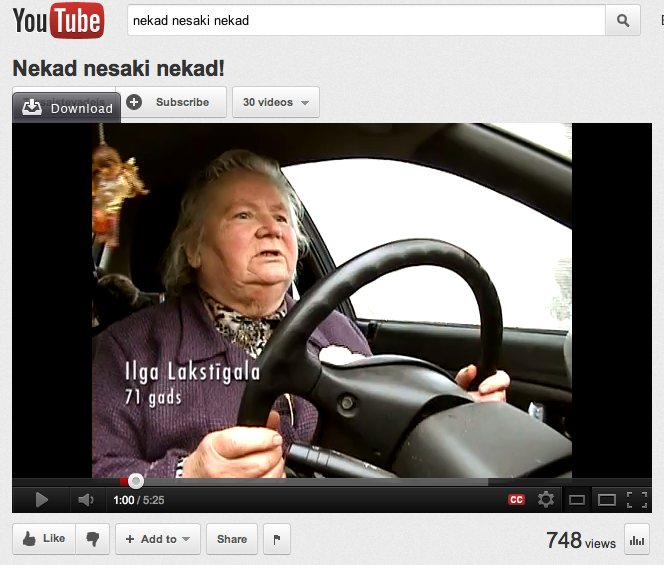 YouTube
nekad nesaki nekad
Nekad nesaki nekad!
Download
Subscribe
30 videos
Ilga Lakstīgala
71 gads
1:00 / 5:25
CC
Like
Add to
Share
748 views